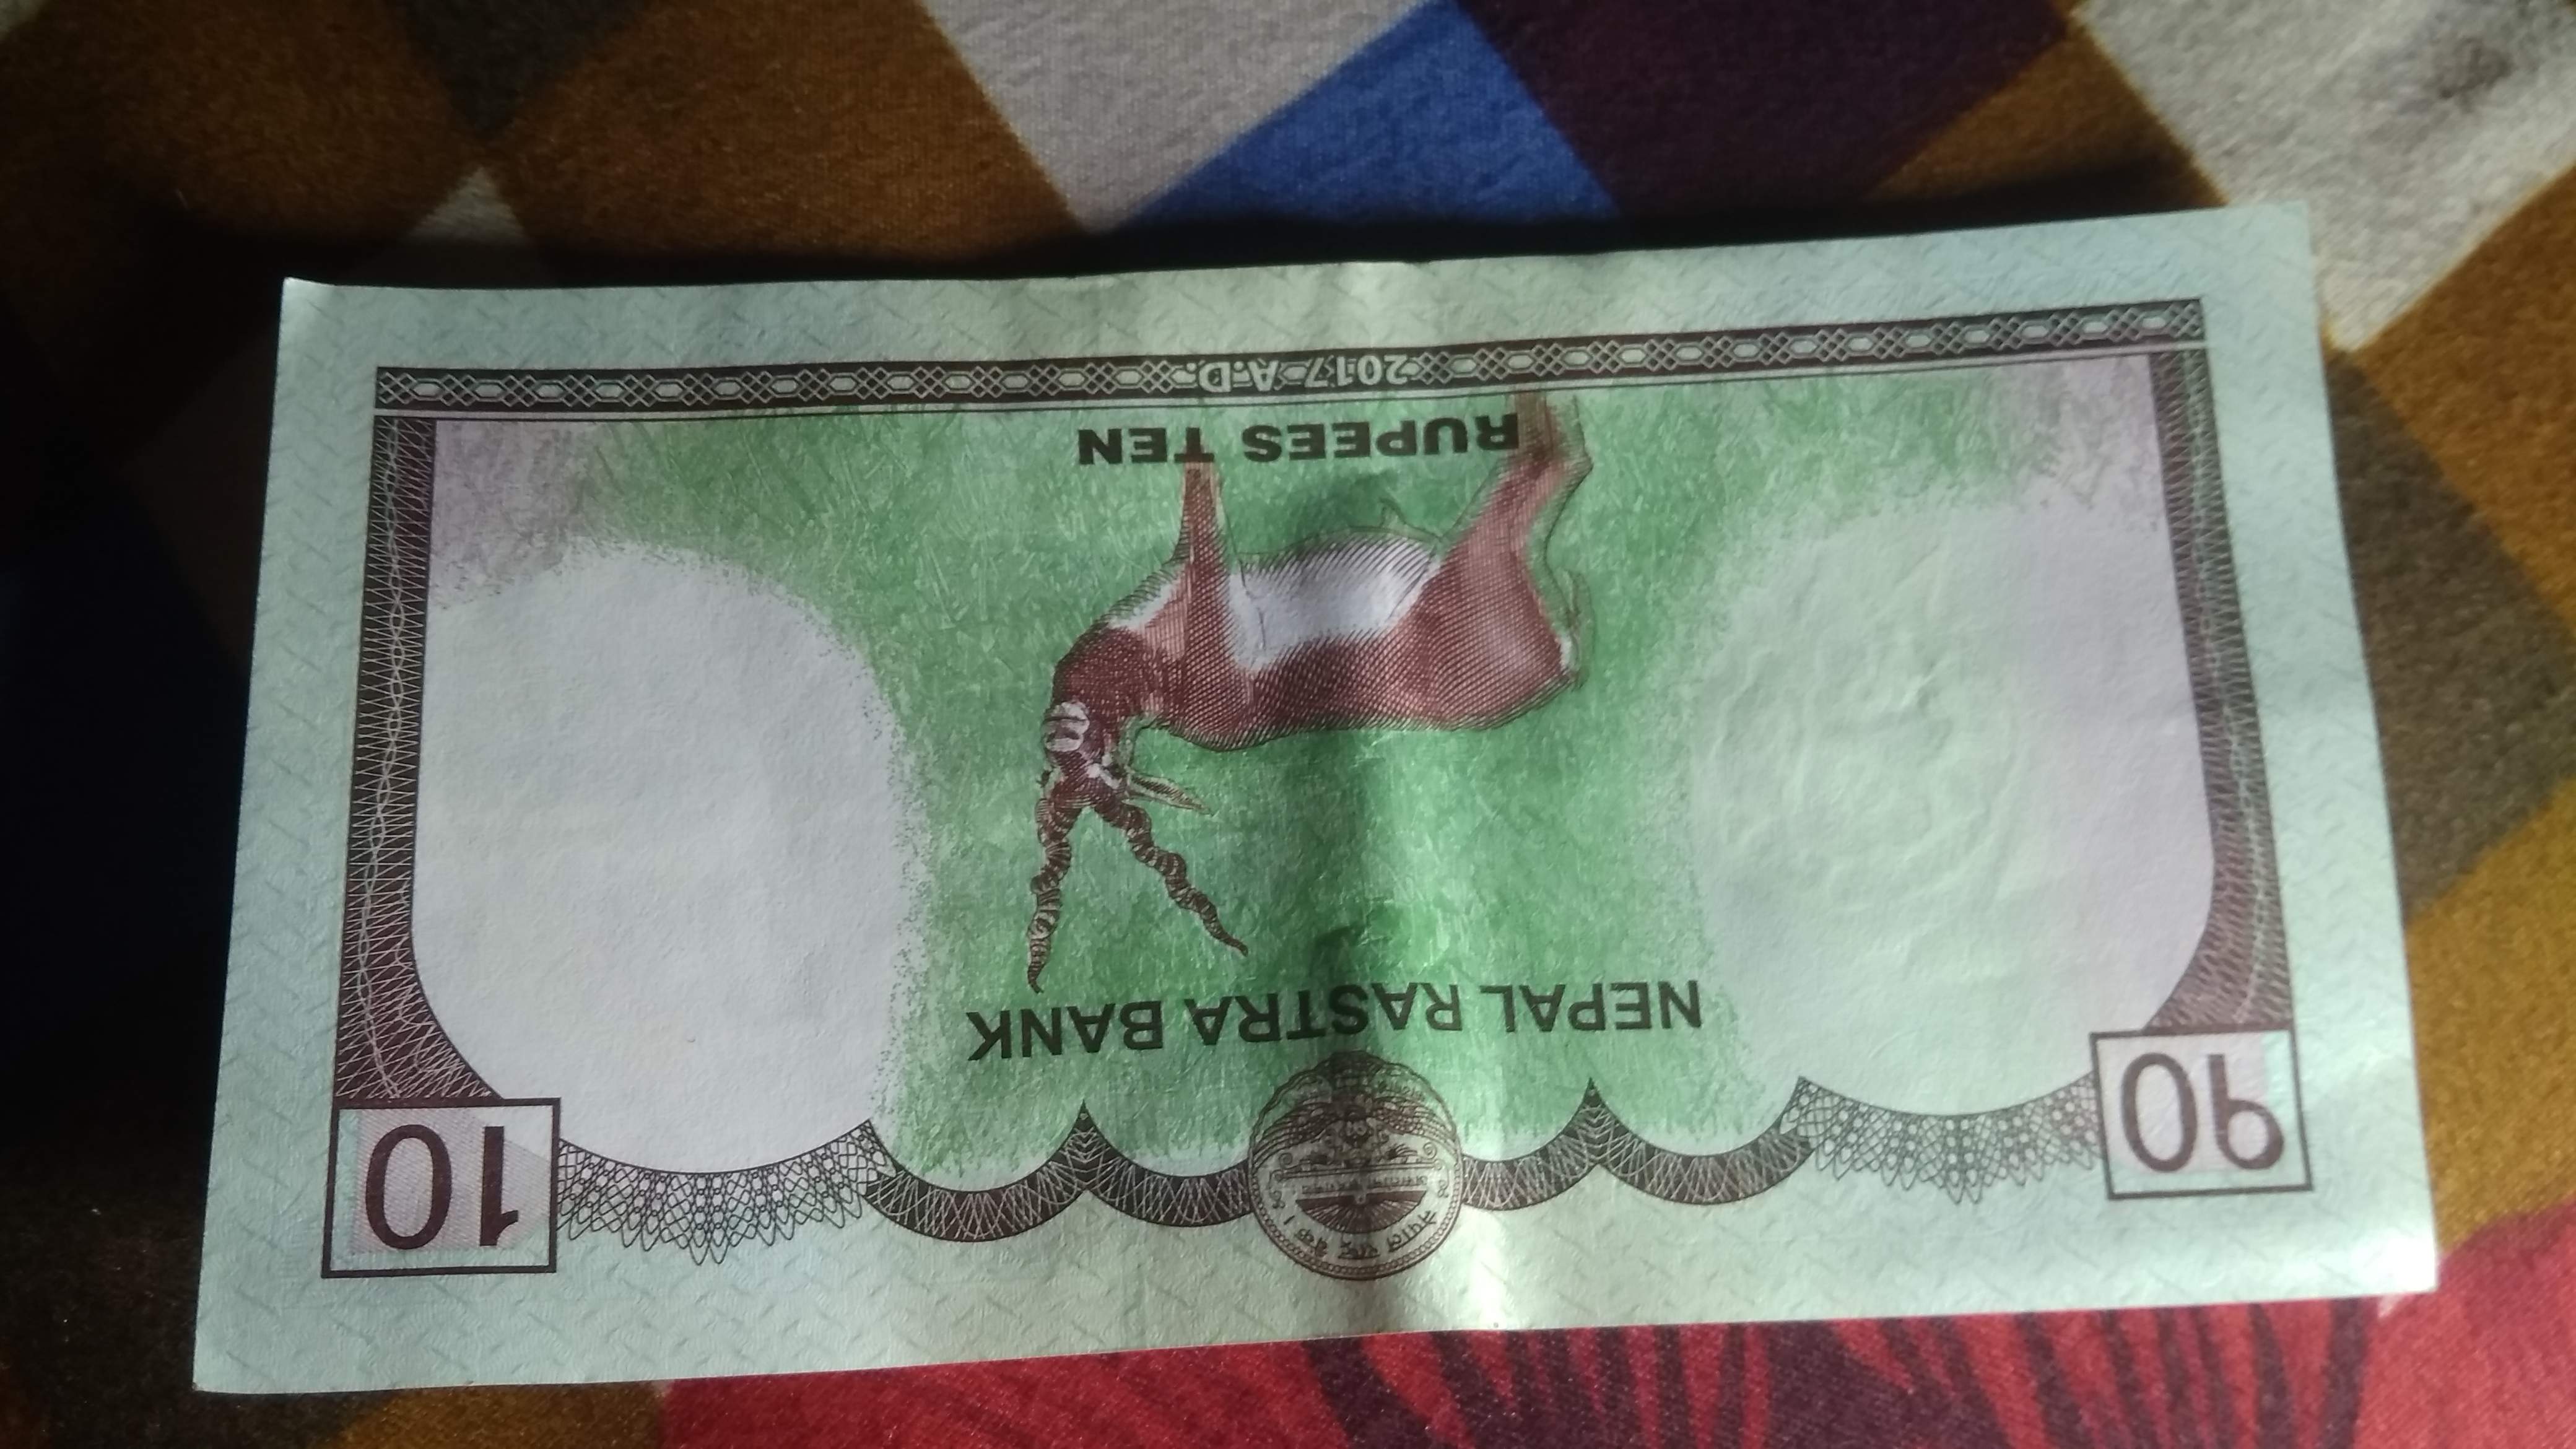 १०
10
NEPAL RASTRA BANK
RUPEES TEN
2017 A.D.